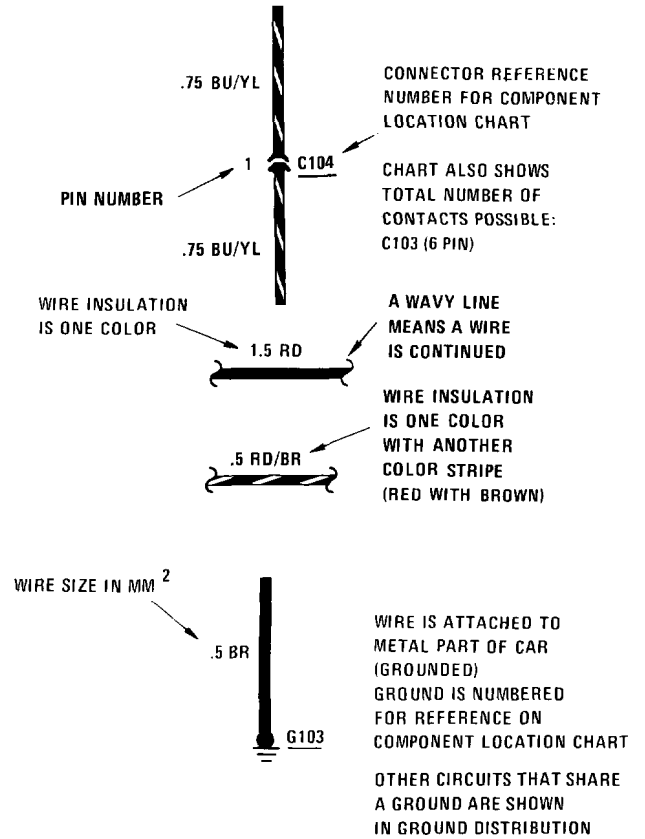 .75 BU/YL
CONNECTOR REFERENCE
NUMBER FOR COMPONENT
LOCATION CHART
1
C104
PIN NUMBER
CHART ALSO SHOWS
TOTAL NUMBER OF
CONTACTS POSSIBLE:
C103 (6 PIN)
.75 BU/YL
WIRE INSULATION
IS ONE COLOR
1.5 RD
A WAVY LINE
MEANS A WIRE
IS CONTINUED
.5 RD/BR
WIRE INSULATION
IS ONE COLOR
WITH ANOTHER
COLOR STRIPE
(RED WITH BROWN)
WIRE SIZE IN MM 2
.5 BR
G103
WIRE IS ATTACHED TO
METAL PART OF CAR
(GROUNDED)
GROUND IS NUMBERED
FOR REFERENCE ON
COMPONENT LOCATION CHART
OTHER CIRCUITS THAT SHARE
A GROUND ARE SHOWN
IN GROUND DISTRIBUTION